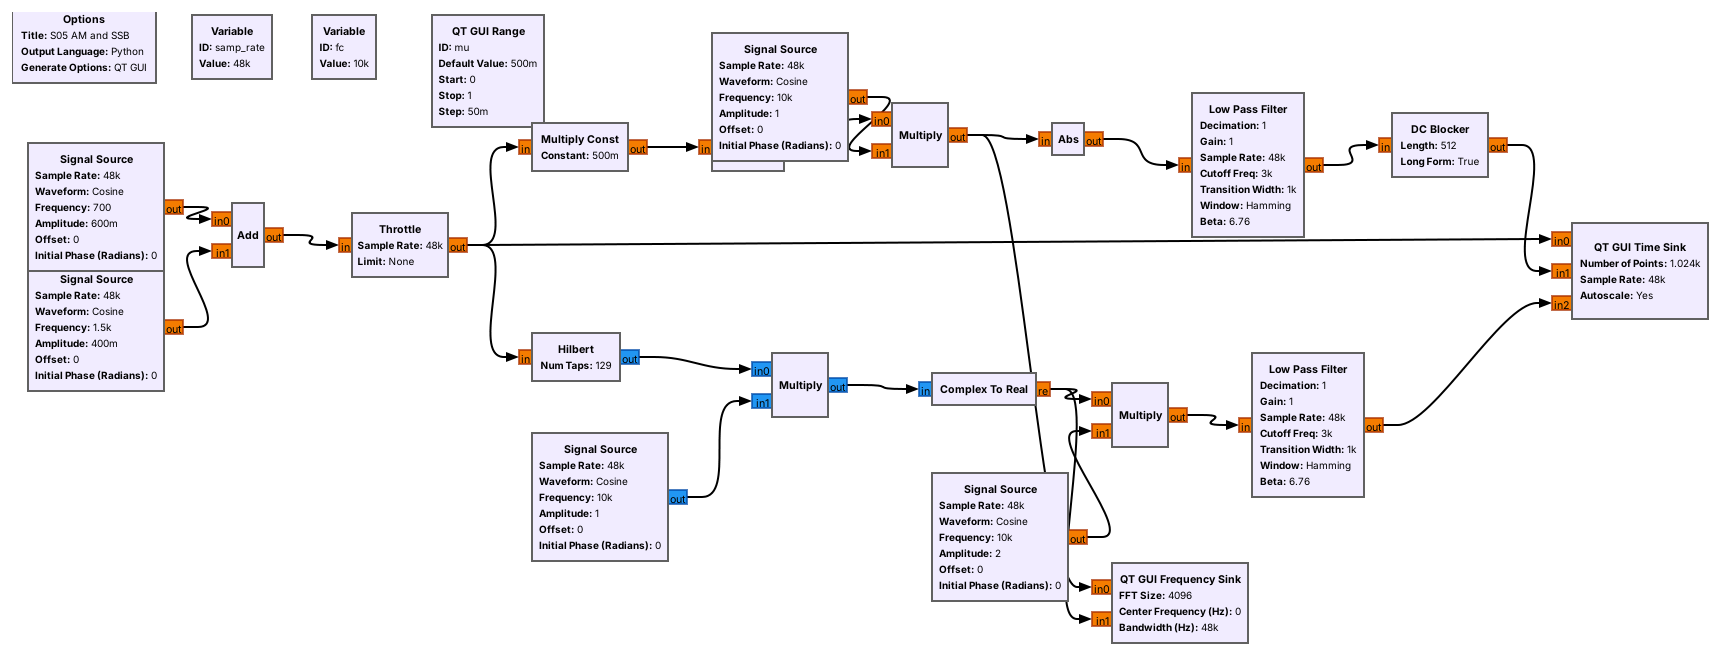 Options
Title: S05 AM and SSB
Output Language: Python
Generate Options: QT GUI
Variable
ID: samp_rate
Value: 48k
Variable
ID: fc
Value: 10k
QT GUI Range
ID: mu
Default Value: 500m
Start: 0
Stop: 1
Step: 50m
Signal Source
Sample Rate: 48k
Waveform: Cosine
Frequency: 10k
Amplitude: 1
Offset: 0
Initial Phase (Radians): 0
out
in
Multiply Const
Constant: 500m
out
in
in0
in1
Multiply
out
in
Abs
out
in
Low Pass Filter
Decimation: 1
Gain: 1
Sample Rate: 48k
Cutoff Freq: 3k
Transition Width: 1k
Window: Hamming
Beta: 6.76
out
in
DC Blocker
Length: 512
Long Form: True
out
Signal Source
Sample Rate: 48k
Waveform: Cosine
Frequency: 700
Amplitude: 600m
Offset: 0
Initial Phase (Radians): 0
out
Signal Source
Sample Rate: 48k
Waveform: Cosine
Frequency: 1.5k
Amplitude: 400m
Offset: 0
Initial Phase (Radians): 0
out
in0
in1
Add
out
in
Throttle
Sample Rate: 48k
Limit: None
out
in0
in1
in2
QT GUI Time Sink
Number of Points: 1.024k
Sample Rate: 48k
Autoscale: Yes
in
Hilbert
Num Taps: 129
out
in0
in1
Multiply
out
Signal Source
Sample Rate: 48k
Waveform: Cosine
Frequency: 10k
Amplitude: 1
Offset: 0
Initial Phase (Radians): 0
out
in
Complex To Real
re
in0
in1
Multiply
out
Signal Source
Sample Rate: 48k
Waveform: Cosine
Frequency: 10k
Amplitude: 2
Offset: 0
Initial Phase (Radians): 0
out
in
Low Pass Filter
Decimation: 1
Gain: 1
Sample Rate: 48k
Cutoff Freq: 3k
Transition Width: 1k
Window: Hamming
Beta: 6.76
out
in0
in1
QT GUI Frequency Sink
FFT Size: 4096
Center Frequency (Hz): 0
Bandwidth (Hz): 48k